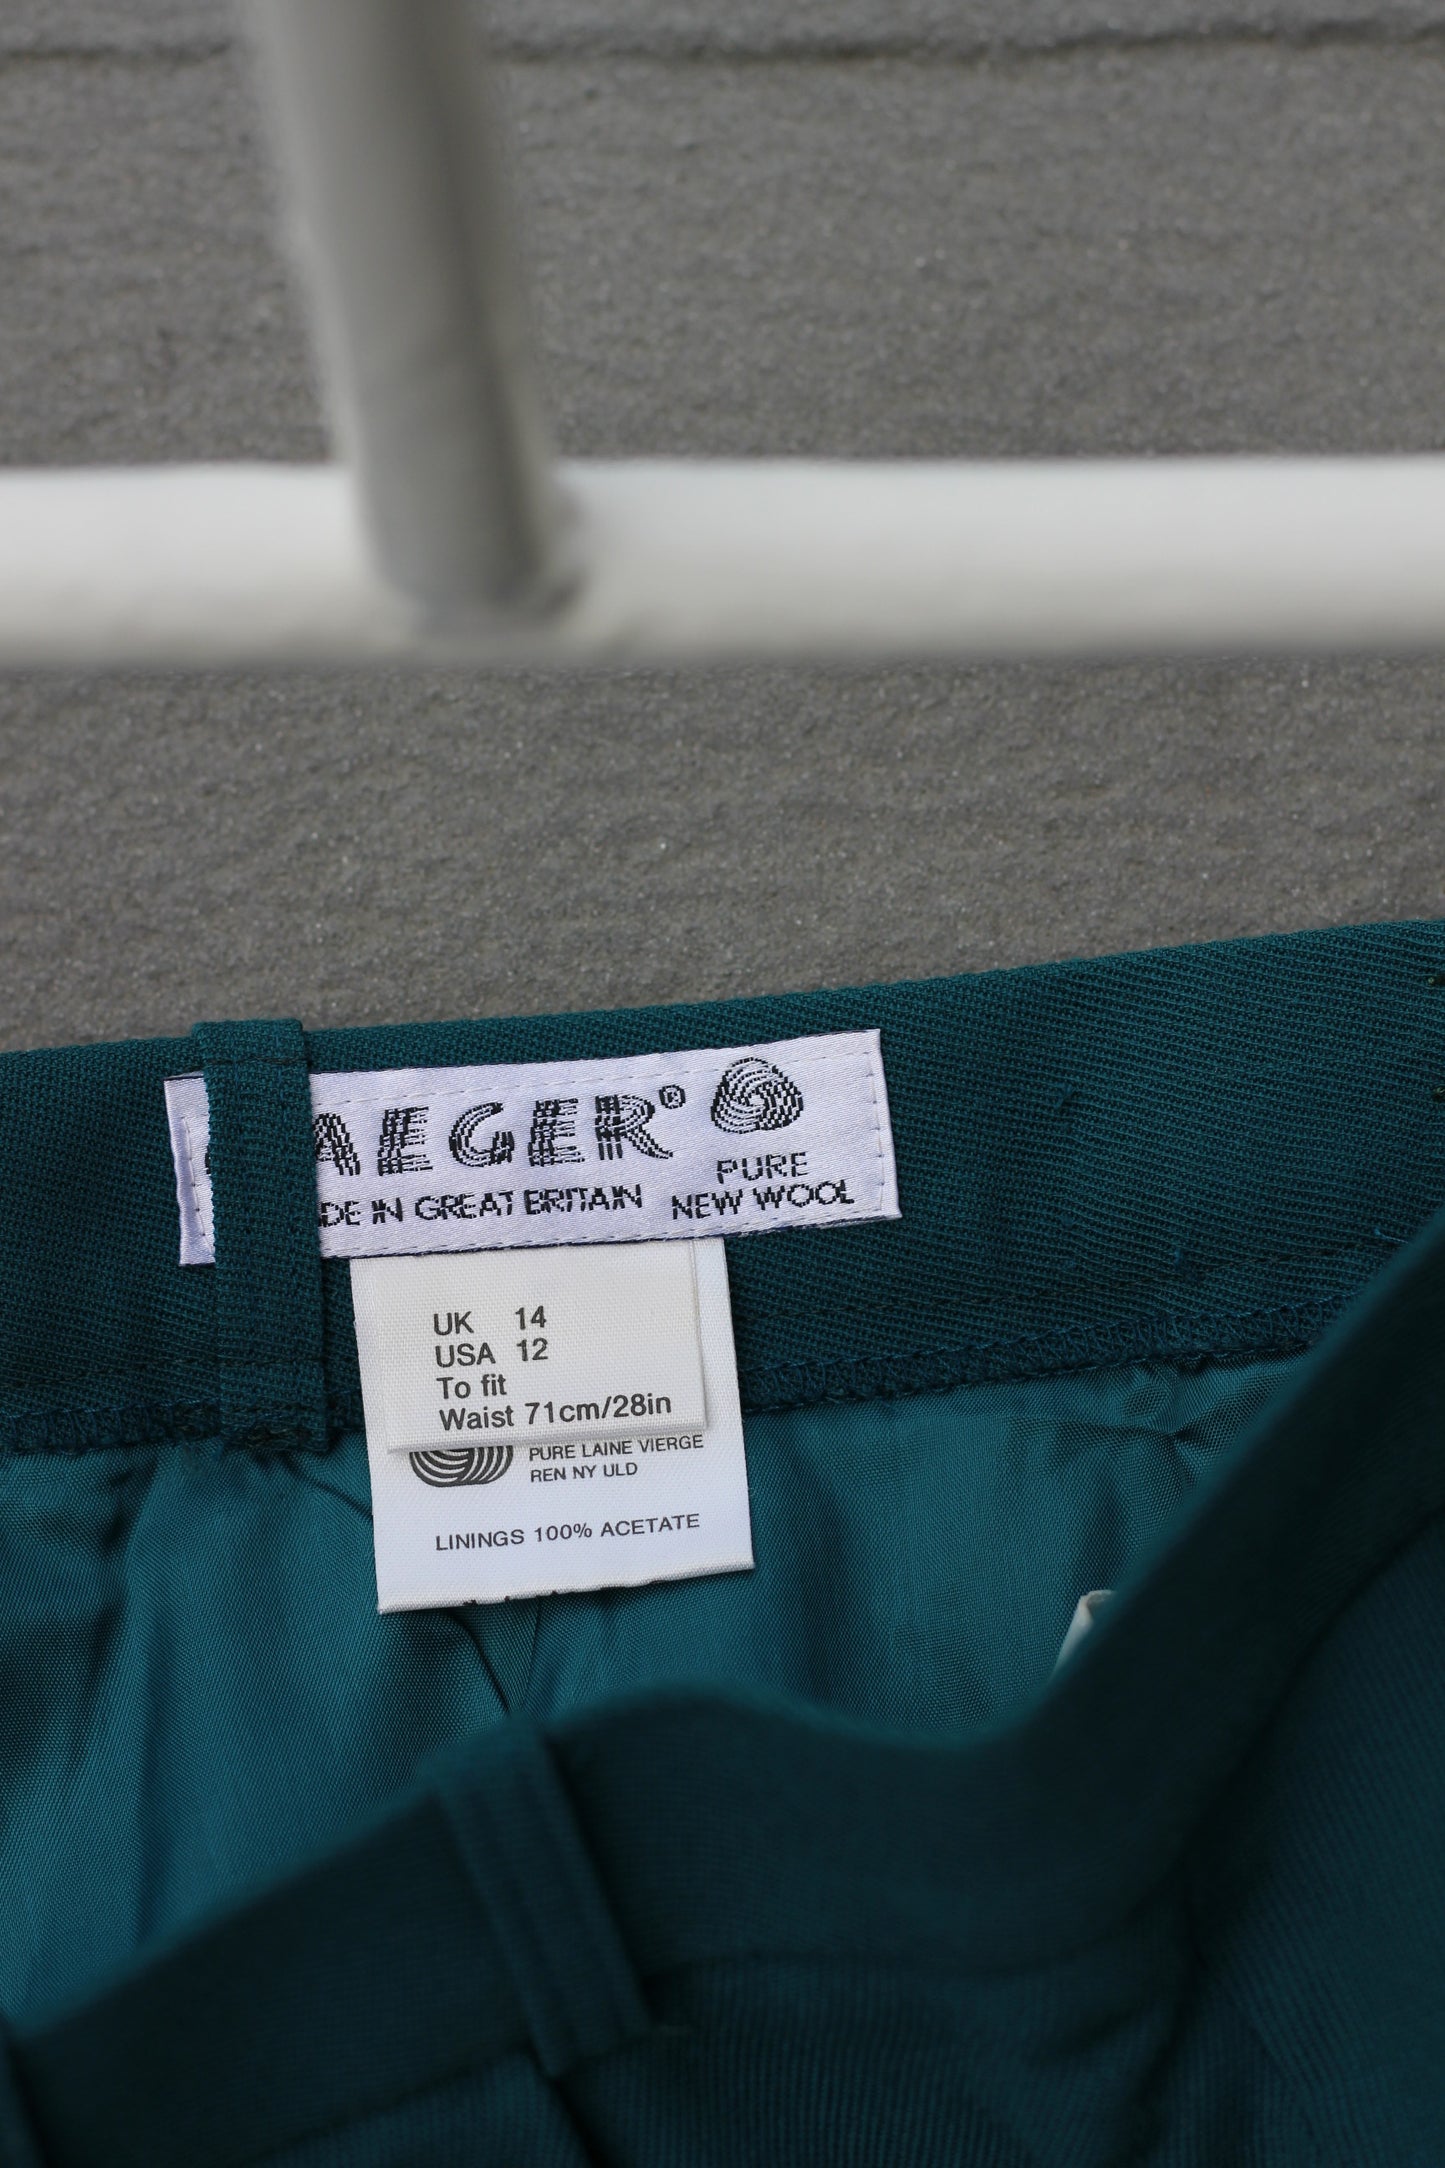 AEGER®
DE IN GREAT BRITAIN
PURE
NEW WOOL
UK 14
USA 12
To fit
Waist 71cm/28in
PURE LAINE VIERGE
REN NY ULD
LININGS 100% ACETATE